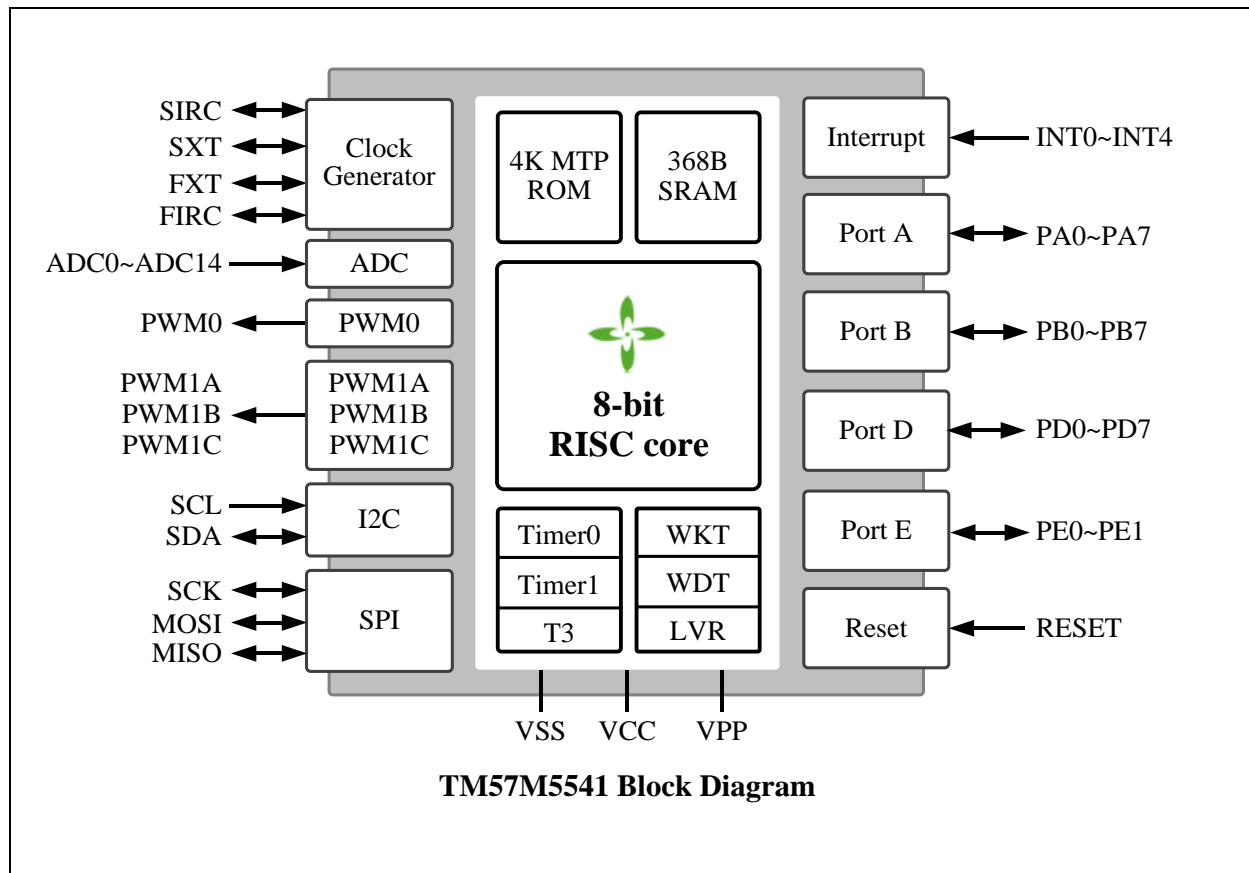 SIRC
SXT
FXT
FIRC
Clock
Generator
ADC0~ADC14
ADC
PWM0
PWM0
PWM1A
PWM1B
PWM1C
PWM1A
PWM1B
PWM1C
SCL
SDA
I2C
SCK
MOSI
MISO
SPI
4K MTP
ROM
368B
SRAM
8-bit
RISC core
Timer0
Timer1
T3
WKT
WDT
LVR
Interrupt
INT0~INT4
Port A
PA0~PA7
Port B
PB0~PB7
Port D
PD0~PD7
Port E
PE0~PE1
Reset
RESET
VSS
VCC
VPP
TM57M5541 Block Diagram